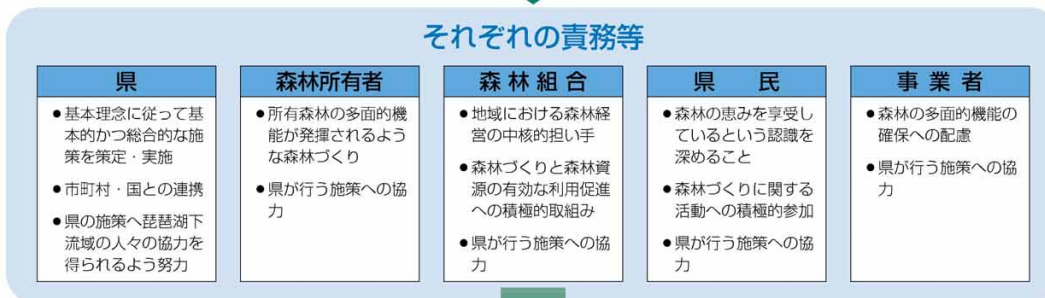 それぞれの責務等
県
●基本理念に従って基
本的かつ総合的な施
策を策定・実施
●市町村・国との連携
●県の施策へ琵琶湖下
流域の人々の協力を
得られるよう努力
森林所有者
●所有森林の多面的機
能が発揮されるよう
な森林づくり
●県が行う施策への協
力
森林組合
●地域における森林経
営の中核的担い手
●森林づくりと森林資
源の有効な利用促進
への積極的取組み
●県が行う施策への協
力
県　民
●森林の恵みを享受し
ているという認識を
深めること
●森林づくりに関する
活動への積極的参加
●県が行う施策への協
力
事業者
●森林の多面的機能の
確保への配慮
●県が行う施策への協
力